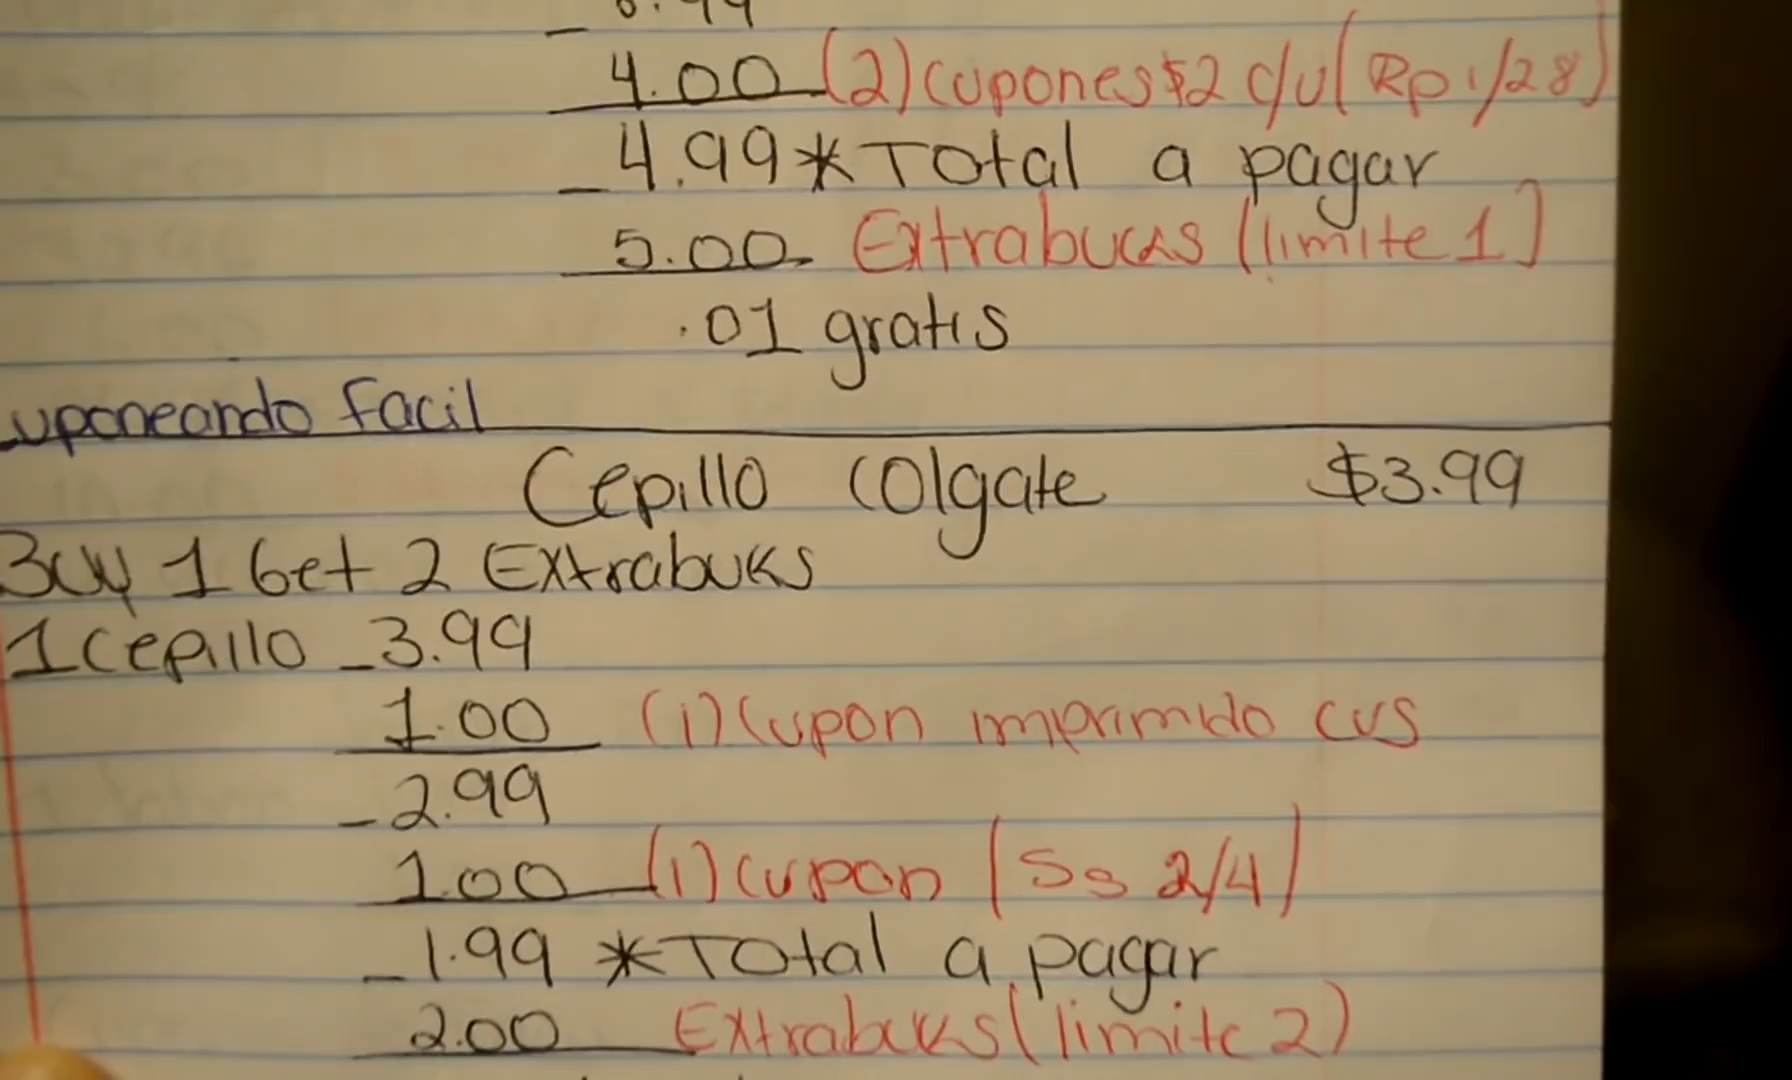 4.00 (2) cupones $2 c/u (Rp 1/28)
- 4.99 * Total a pagar
5.00 Extrabucks (limite 1)
.01 gratis
uponeando facil
Cepillo Colgate $3.99
Buy 1 Get 2 Extrabuks
1 cepillo - 3.99
1.00 (1) Cupon imprimido CVS
- 2.99
1.00 (1) Cupon (Ss 2/4)
- 1.99 * Total a pagar
2.00 Extrabucks (limite 2)